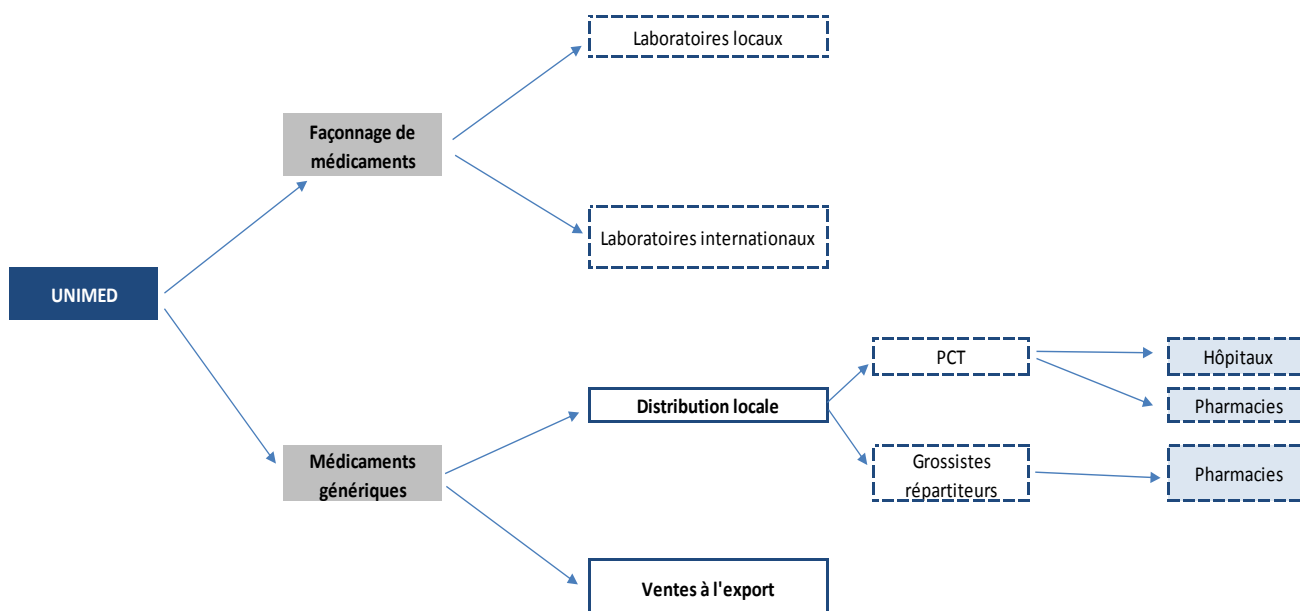 Laboratoires locaux
Façonnage de
médicaments
Laboratoires internationaux
UNIMED
PCT
Hôpitaux
Distribution locale
Pharmacies
Médicaments
génériques
Grossistes
répartiteurs
Pharmacies
Ventes à l'export